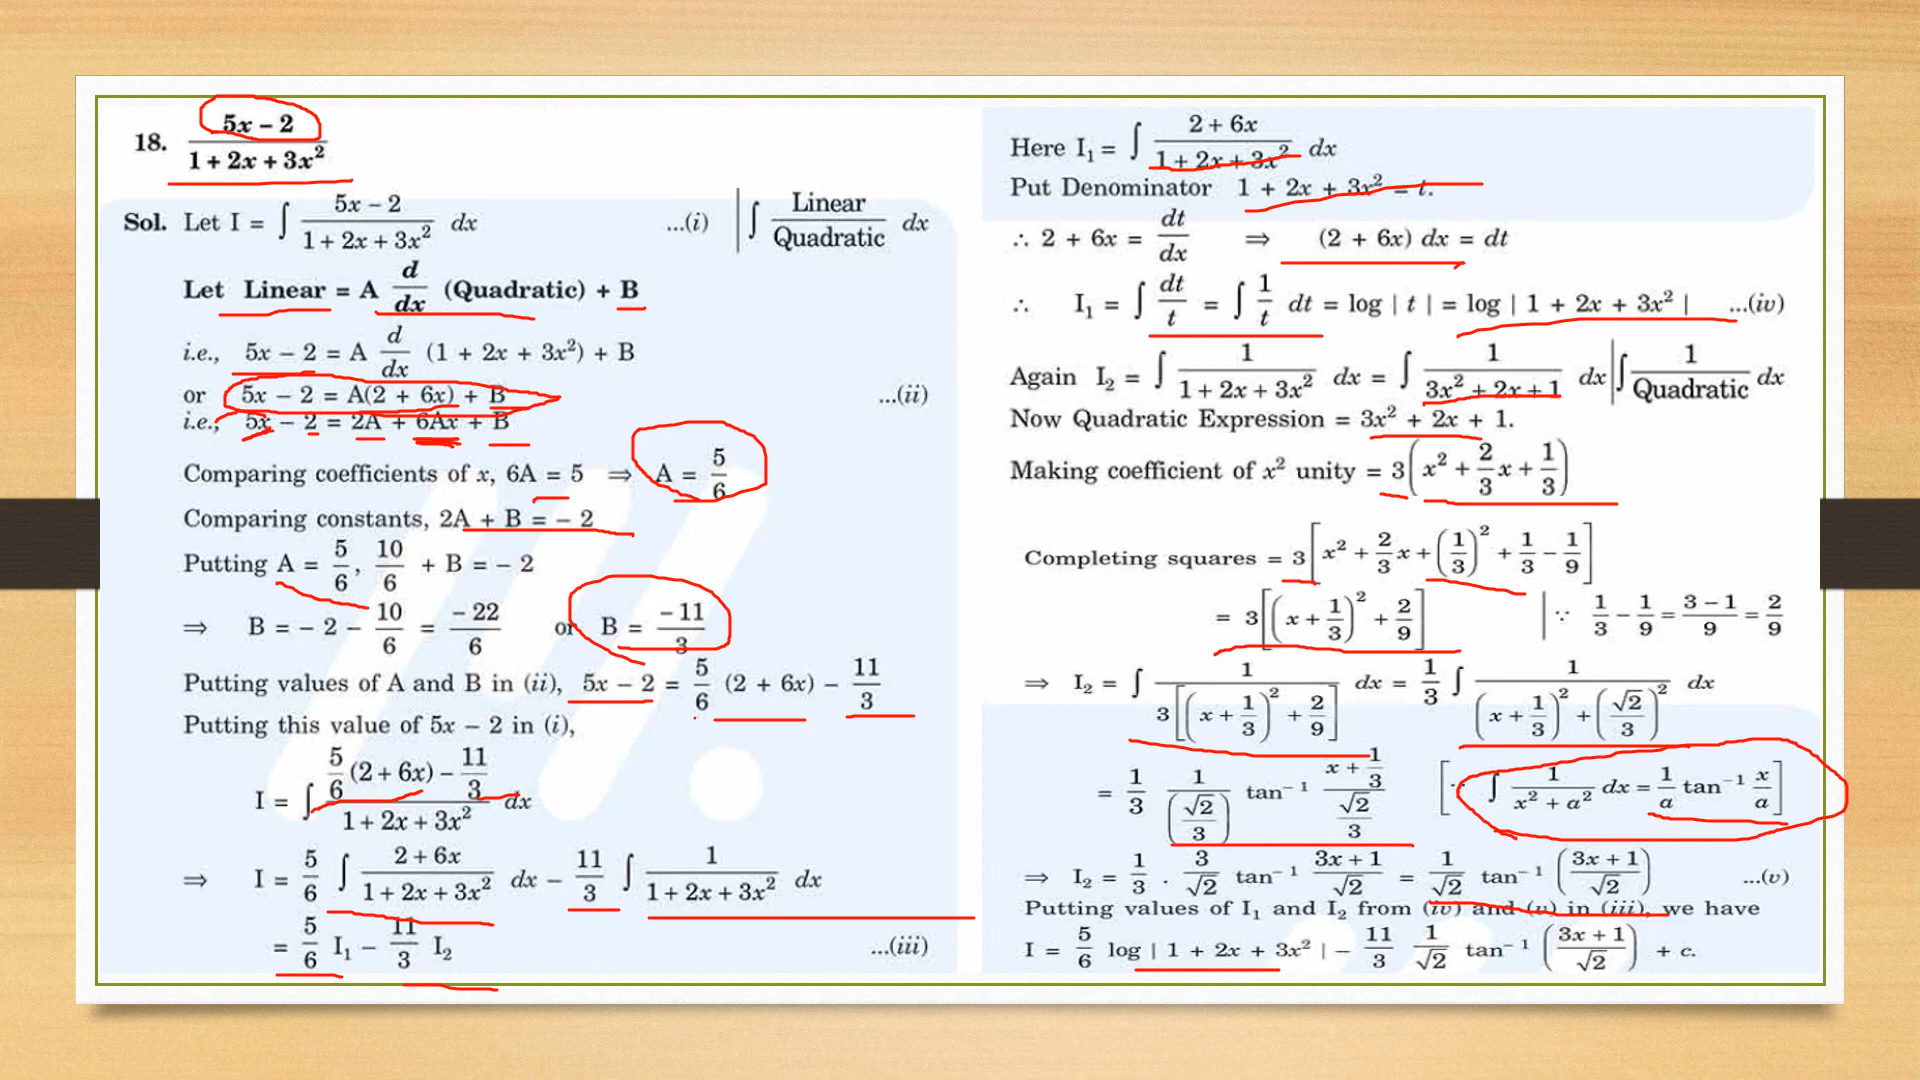 18. (5x – 2)/(1 + 2x + 3x²)
Sol. Let I = ∫ (5x – 2)/(1 + 2x + 3x²) dx ...(i) | ∫ Linear/Quadratic dx
Let Linear = A d/dx (Quadratic) + B
i.e., 5x – 2 = A d/dx (1 + 2x + 3x²) + B
or 5x – 2 = A(2 + 6x) + B ...(ii)
i.e., 5x – 2 = 2A + 6Ax + B
Comparing coefficients of x, 6A = 5 ⇒ A = 5/6
Comparing constants, 2A + B = – 2
Putting A = 5/6, 10/6 + B = – 2
⇒ B = – 2 – 10/6 = – 22/6 or B = – 11/3
Putting values of A and B in (ii), 5x – 2 = 5/6 (2 + 6x) – 11/3
Putting this value of 5x – 2 in (i),
I = ∫ (5/6 (2 + 6x) – 11/3)/(1 + 2x + 3x²) dx
⇒ I = 5/6 ∫ (2 + 6x)/(1 + 2x + 3x²) dx – 11/3 ∫ 1/(1 + 2x + 3x²) dx
= 5/6 I₁ – 11/3 I₂ ...(iii)
Here I₁ = ∫ (2 + 6x)/(1 + 2x + 3x²) dx
Put Denominator 1 + 2x + 3x² = t.
∴ 2 + 6x = dt/dx ⇒ (2 + 6x) dx = dt
∴ I₁ = ∫ dt/t = ∫ 1/t dt = log | t | = log | 1 + 2x + 3x² | ...(iv)
Again I₂ = ∫ 1/(1 + 2x + 3x²) dx = ∫ 1/(3x² + 2x + 1) dx | ∫ 1/Quadratic dx
Now Quadratic Expression = 3x² + 2x + 1.
Making coefficient of x² unity = 3(x² + 2/3 x + 1/3)
Completing squares = 3[x² + 2/3 x + (1/3)² + 1/3 – 1/9]
= 3[(x + 1/3)² + 2/9] | ∵ 1/3 – 1/9 = (3 – 1)/9 = 2/9
⇒ I₂ = ∫ 1/(3[(x + 1/3)² + 2/9]) dx = 1/3 ∫ 1/((x + 1/3)² + (√2/3)²) dx
= 1/3 1/(√2/3) tan⁻¹ (x + 1/3)/(√2/3) [∵ ∫ 1/(x² + a²) dx = 1/a tan⁻¹ x/a]
⇒ I₂ = 1/3 . 3/√2 tan⁻¹ (3x + 1)/√2 = 1/√2 tan⁻¹ ((3x + 1)/√2) ...(v)
Putting values of I₁ and I₂ from (iv) and (v) in (iii), we have
I = 5/6 log | 1 + 2x + 3x² | – 11/3 1/√2 tan⁻¹ ((3x + 1)/√2) + c.